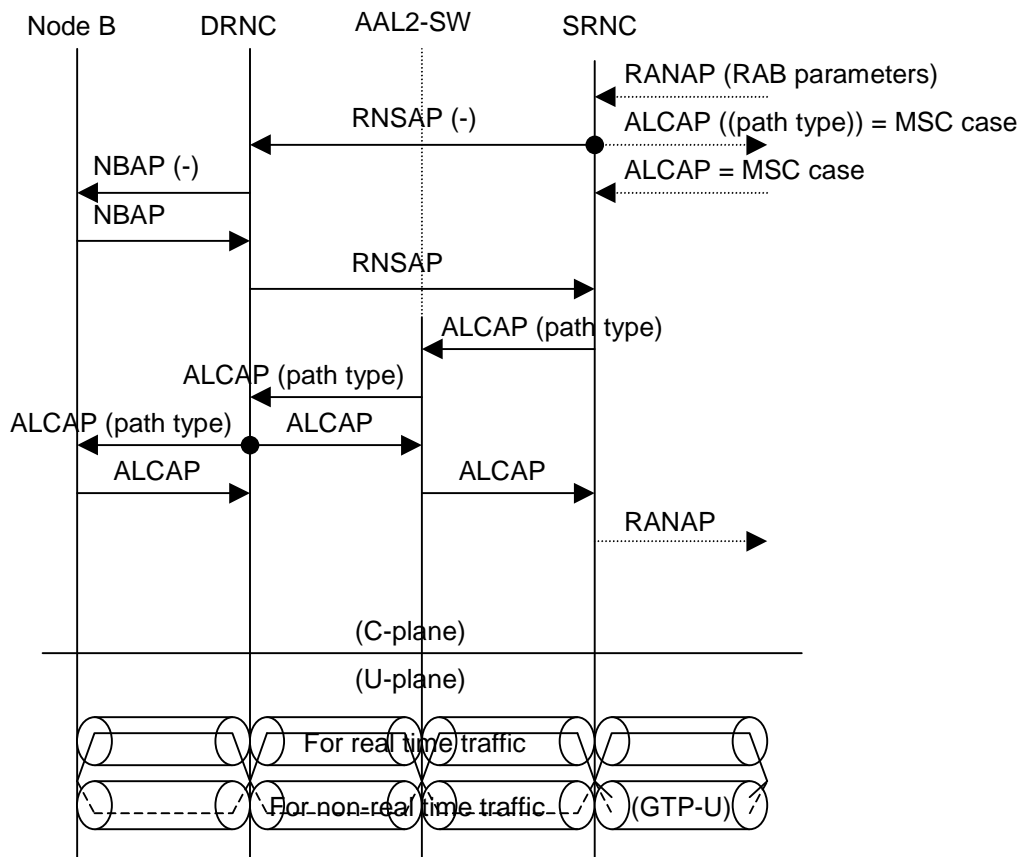 Node B DRNC AAL2-SW SRNC
RANAP (RAB parameters)
RNSAP (-) ALCAP ((path type)) = MSC case
NBAP (-) ALCAP = MSC case
NBAP
RNSAP
ALCAP (path type)
ALCAP (path type)
ALCAP (path type) ALCAP
ALCAP ALCAP
RANAP
(C-plane)
(U-plane)
For real time traffic
For non-real time traffic (GTP-U)